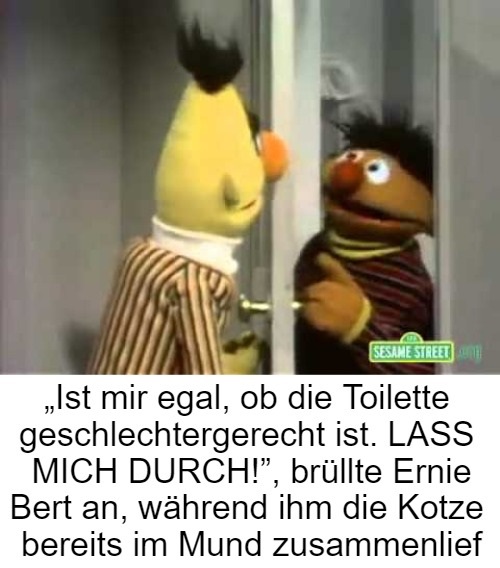 SESAME STREET
„Ist mir egal, ob die Toilette
geschlechtergerecht ist. LASS
MICH DURCH!”, brüllte Ernie
Bert an, während ihm die Kotze
bereits im Mund zusammenlief